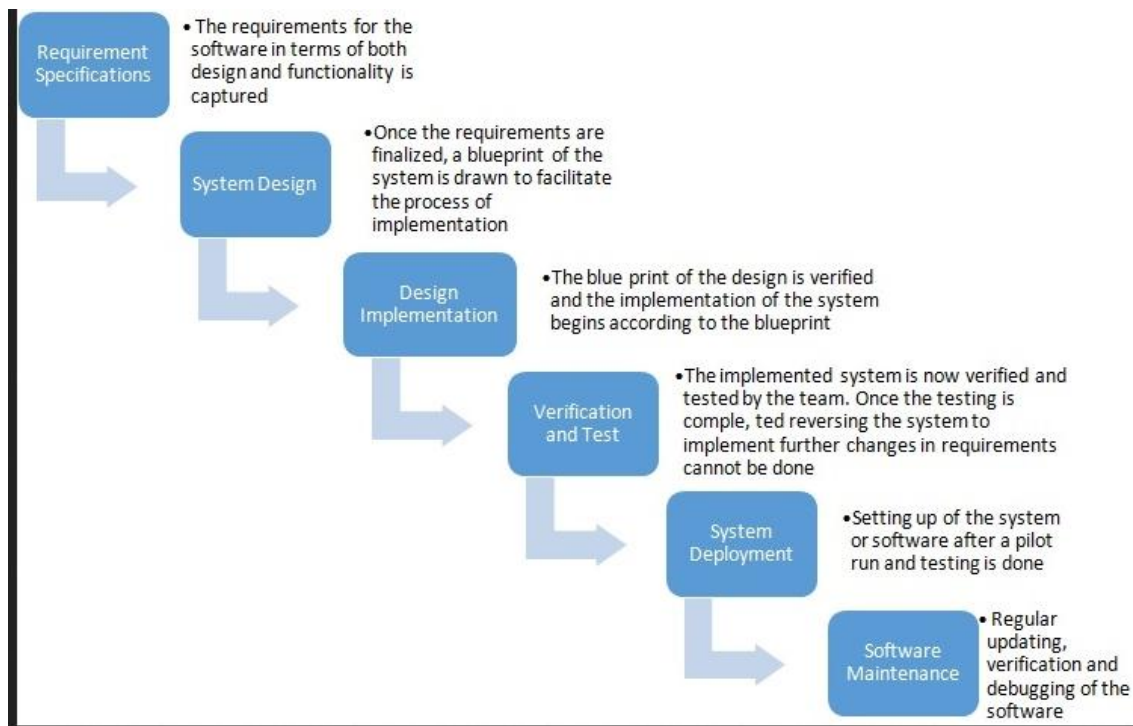 Requirement
Specifications
• The requirements for the
software in terms of both
design and functionality is
captured
System Design
•Once the requirements are
finalized, a blueprint of the
system is drawn to facilitate
the process of
implementation
Design
Implementation
•The blue print of the design is verified
and the implementation of the system
begins according to the blueprint
Verification
and Test
•The implemented system is now verified and
tested by the team. Once the testing is
comple, ted reversing the system to
implement further changes in requirements
cannot be done
System
Deployment
•Setting up of the system
or software after a pilot
run and testing is done
Software
Maintenance
• Regular
updating,
verification and
debugging of the
software